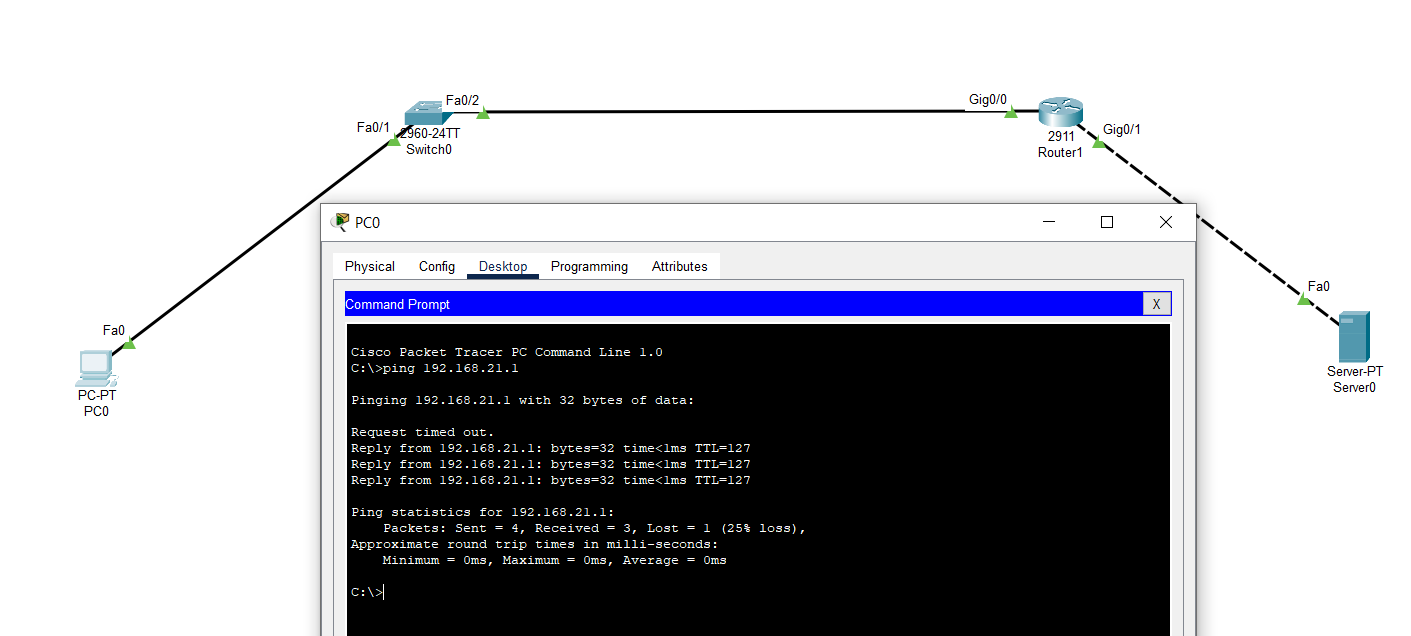 Fa0/2
Fa0/1
2960-24TT
Switch0
Gig0/0
2911
Router1
Gig0/1
Fa0
PC-PT
PC0
Fa0
Server-PT
Server0
PC0
Physical Config Desktop Programming Attributes
Command Prompt
X
Cisco Packet Tracer PC Command Line 1.0
C:\>ping 192.168.21.1
Pinging 192.168.21.1 with 32 bytes of data:
Request timed out.
Reply from 192.168.21.1: bytes=32 time<1ms TTL=127
Reply from 192.168.21.1: bytes=32 time<1ms TTL=127
Reply from 192.168.21.1: bytes=32 time<1ms TTL=127
Ping statistics for 192.168.21.1:
Packets: Sent = 4, Received = 3, Lost = 1 (25% loss),
Approximate round trip times in milli-seconds:
Minimum = 0ms, Maximum = 0ms, Average = 0ms
C:\>